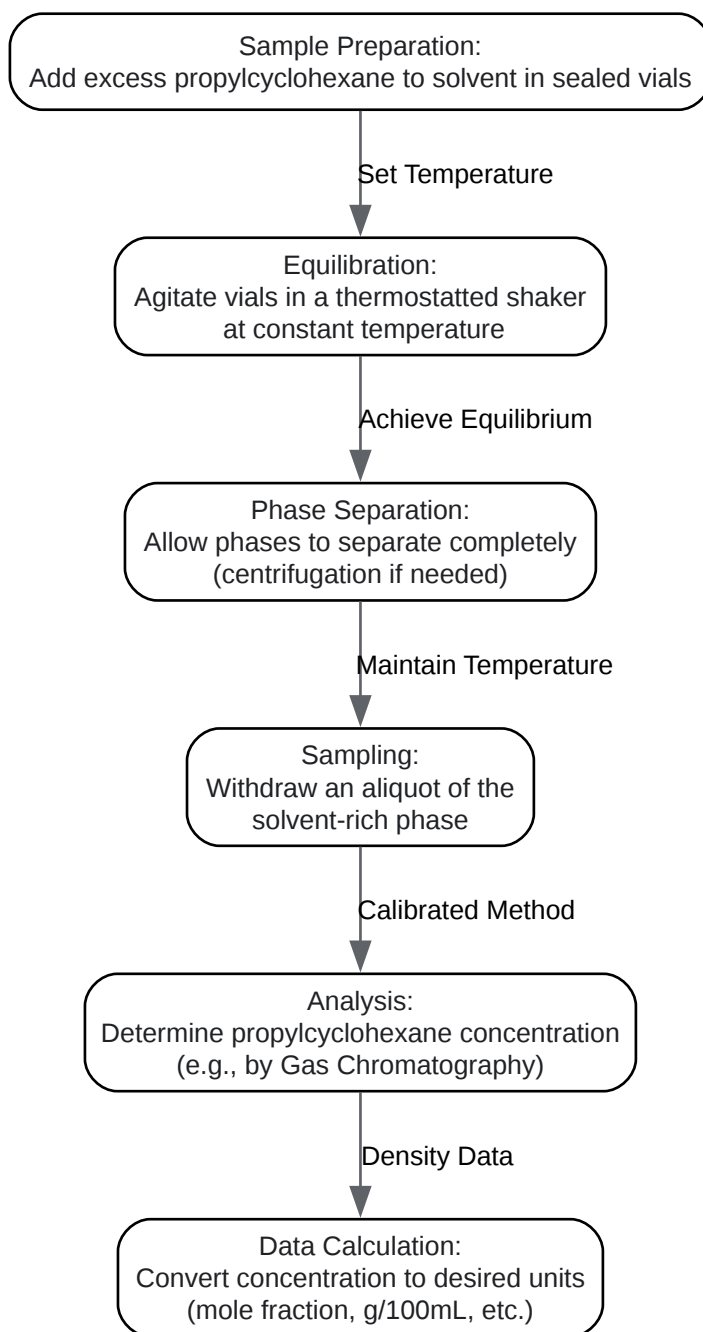 Sample Preparation:
Add excess propylcyclohexane to solvent in sealed vials
Set Temperature
Equilibration:
Agitate vials in a thermostatted shaker
at constant temperature
Achieve Equilibrium
Phase Separation:
Allow phases to separate completely
(centrifugation if needed)
Maintain Temperature
Sampling:
Withdraw an aliquot of the
solvent-rich phase
Calibrated Method
Analysis:
Determine propylcyclohexane concentration
(e.g., by Gas Chromatography)
Density Data
Data Calculation:
Convert concentration to desired units
(mole fraction, g/100mL, etc.)